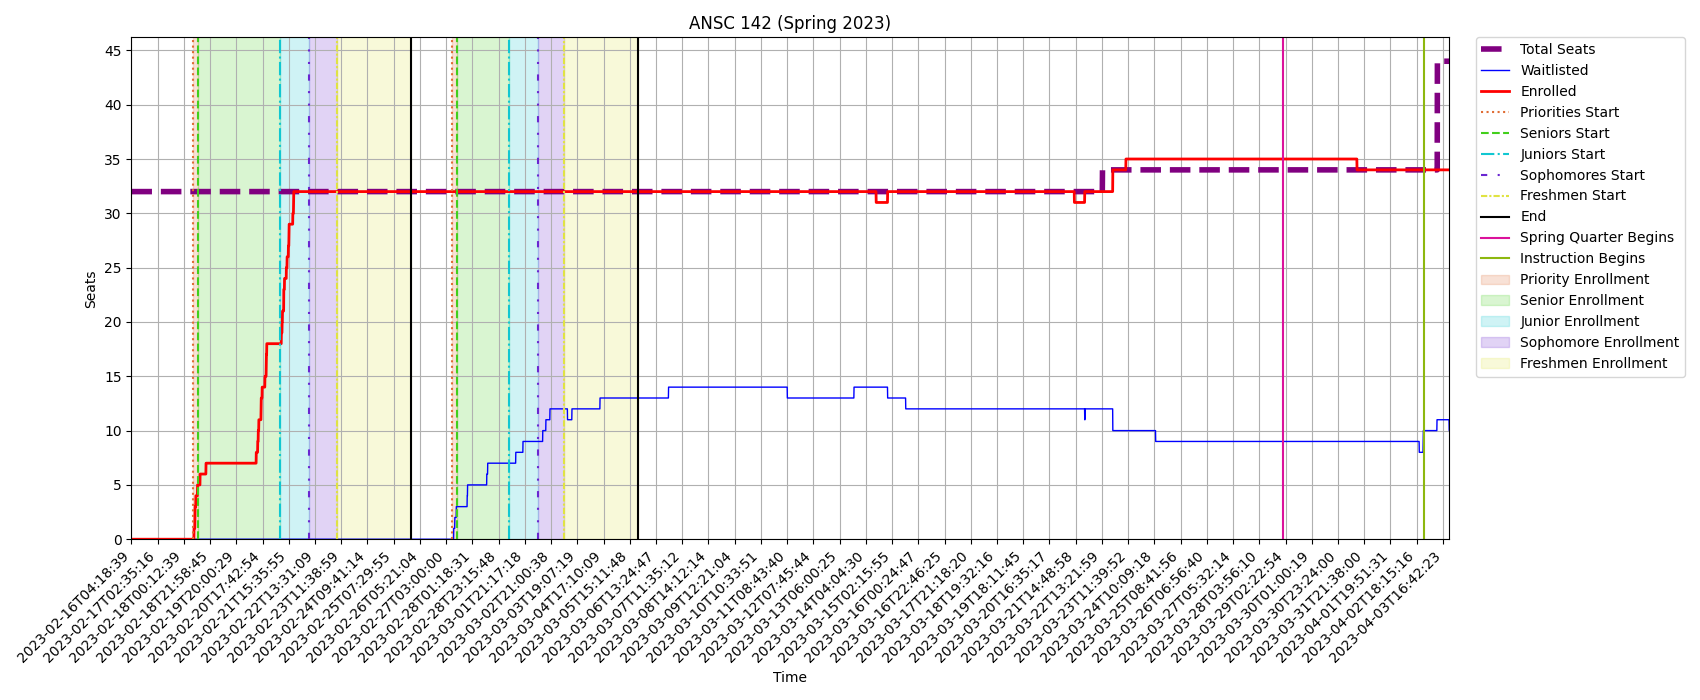 ANSC 142 (Spring 2023)
Seats
45
40
35
30
25
20
15
10
5
0
2023-02-16T04:18:39
2023-02-17T02:35:16
2023-02-18T00:12:39
2023-02-18T21:58:45
2023-02-19T20:00:29
2023-02-20T17:42:54
2023-02-21T15:35:55
2023-02-22T13:31:09
2023-02-23T11:38:59
2023-02-24T09:41:14
2023-02-25T07:29:55
2023-02-26T05:21:04
2023-02-27T03:00:00
2023-02-28T01:18:31
2023-02-28T23:15:48
2023-03-01T21:17:18
2023-03-02T21:00:38
2023-03-03T19:07:19
2023-03-04T17:10:09
2023-03-05T15:11:48
2023-03-06T13:24:47
2023-03-07T11:35:12
2023-03-08T14:12:14
2023-03-09T12:21:04
2023-03-10T10:33:51
2023-03-11T08:43:40
2023-03-12T07:45:44
2023-03-13T06:00:25
2023-03-14T04:04:30
2023-03-15T02:15:55
2023-03-16T00:24:47
2023-03-16T22:46:25
2023-03-17T21:18:20
2023-03-18T19:32:16
2023-03-19T18:11:45
2023-03-20T16:35:17
2023-03-21T14:48:58
2023-03-22T13:21:59
2023-03-23T11:39:52
2023-03-24T10:09:18
2023-03-25T08:41:56
2023-03-26T06:56:40
2023-03-27T05:32:14
2023-03-28T03:56:10
2023-03-29T02:22:54
2023-03-30T01:00:19
2023-03-30T23:24:00
2023-03-31T21:38:00
2023-04-01T19:51:31
2023-04-02T18:15:16
2023-04-03T16:42:23
Time
Total Seats
Waitlisted
Enrolled
Priorities Start
Seniors Start
Juniors Start
Sophomores Start
Freshmen Start
End
Spring Quarter Begins
Instruction Begins
Priority Enrollment
Senior Enrollment
Junior Enrollment
Sophomore Enrollment
Freshmen Enrollment